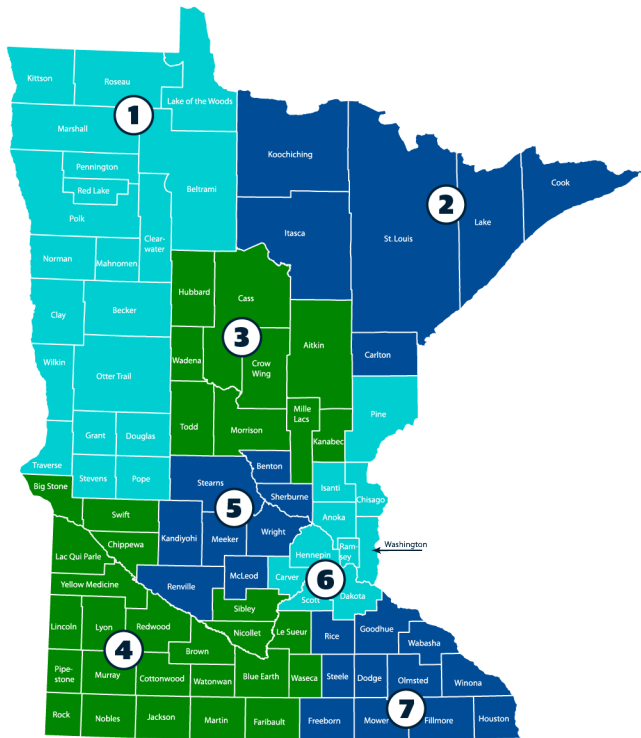 Kittson
Roseau
Lake of the Woods
1
Marshall
Koochiching
Pennington
Beltrami
Red Lake
Cook
2
Polk
Clear-
water
Itasca
St. Louis
Lake
Norman
Mahnomen
Hubbard
Cass
Clay
Becker
3
Aitkin
Wadena
Crow
Wing
Carlton
Wilkin
Otter Trail
Pine
Mille
Lacs
Todd
Morrison
Kanabec
Grant
Douglas
Traverse
Benton
Big Stone
Stevens
Pope
Stearns
Isanti
Sherburne
Chisago
5
Swift
Anoka
Kandiyohi
Meeker
Wright
Chippewa
Washington
Lac Qui Parle
Hennepin
Ram-
sey
McLeod
Carver
6
Yellow Medicine
Renville
Dakota
Scott
Sibley
Lincoln
Lyon
Redwood
Nicollet
Le Sueur
Rice
Goodhue
Wabasha
4
Brown
Pipe-
stone
Murray
Cottonwood
Watonwan
Blue Earth
Waseca
Steele
Dodge
Olmsted
Winona
7
Rock
Nobles
Jackson
Martin
Faribault
Freeborn
Mower
Fillmore
Houston